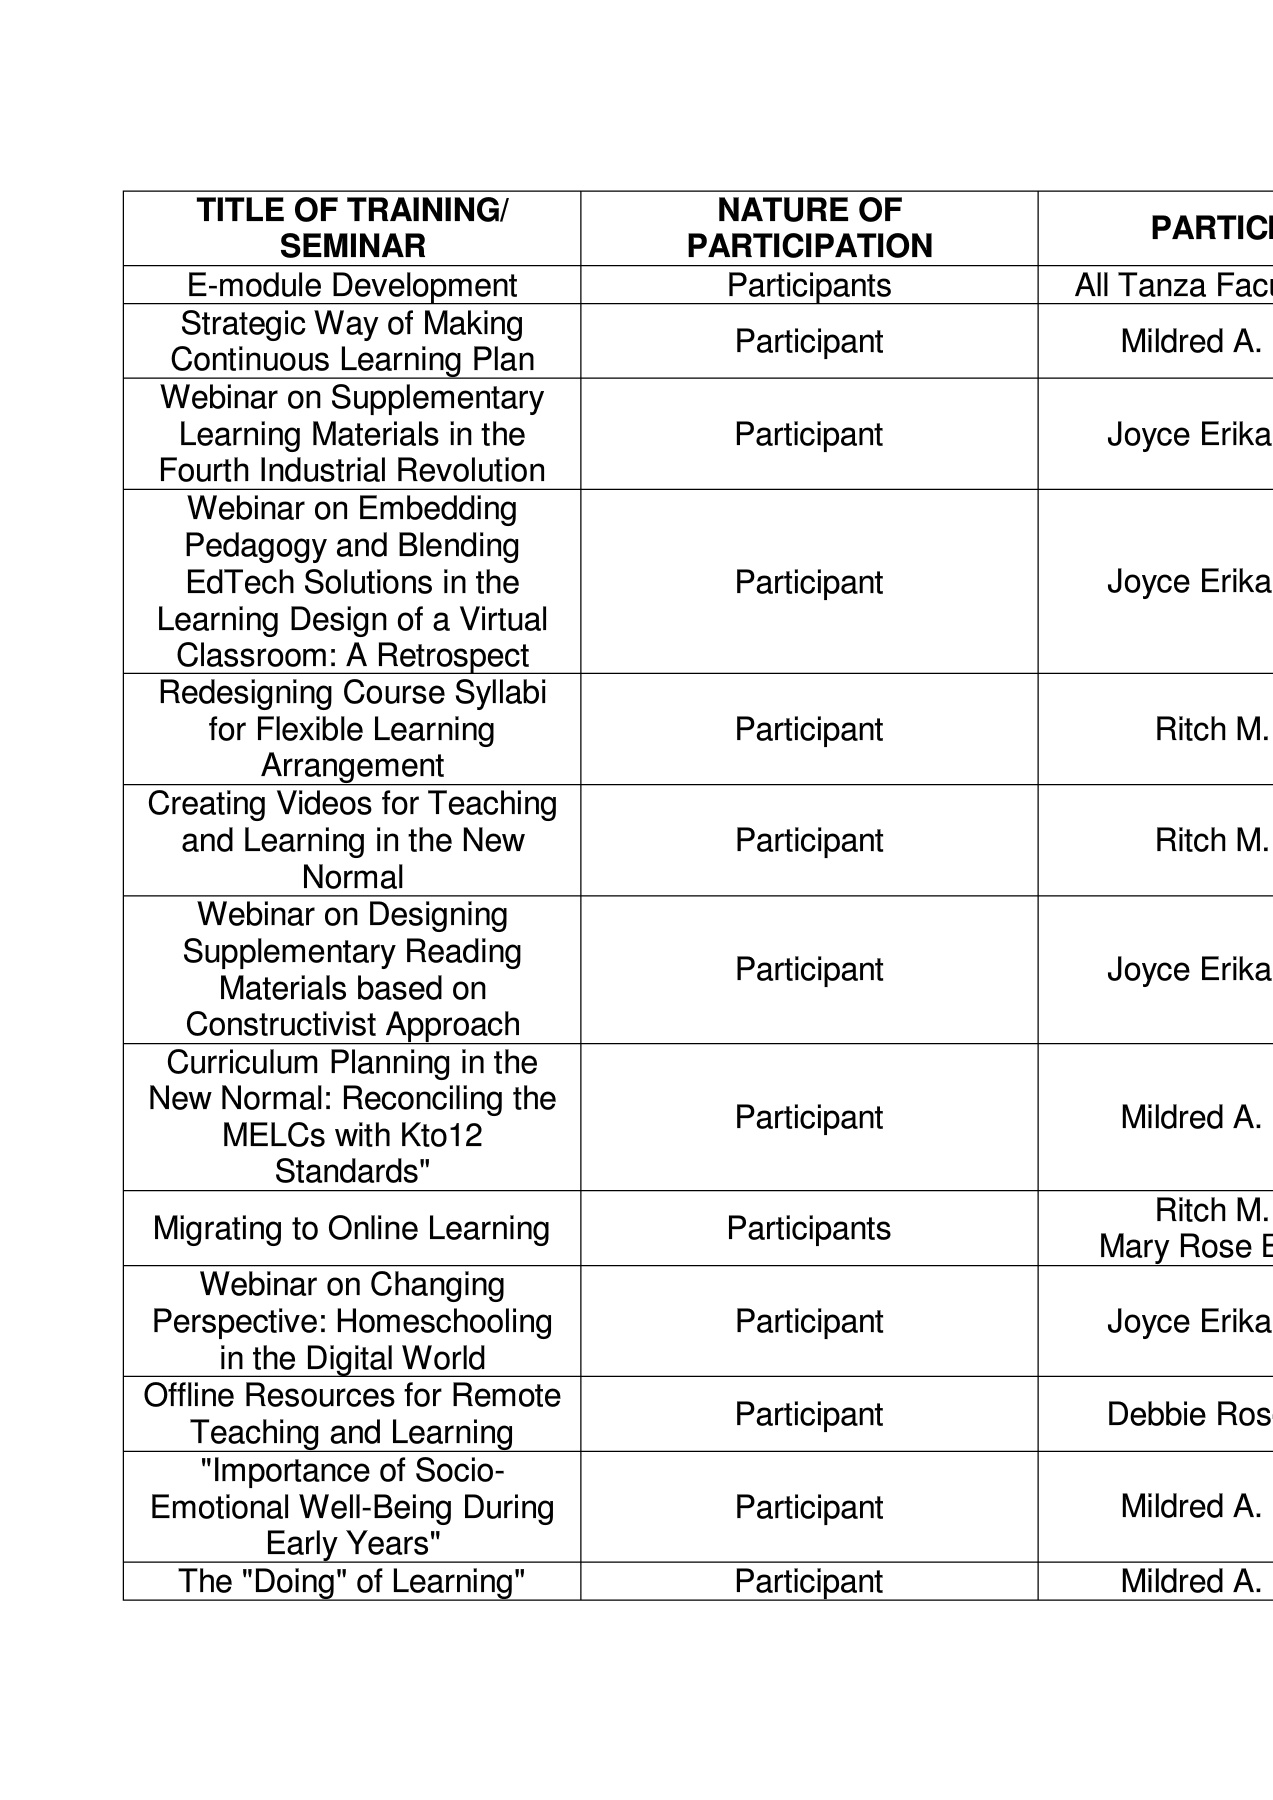 TITLE OF TRAINING/
SEMINAR
NATURE OF
PARTICIPATION
E-module Development
Participants
All Tanza
Strategic Way of Making
Continuous Learning Plan
Participant
Mildred A.
Webinar on Supplementary
Learning Materials in the
Fourth Industrial Revolution
Participant
Joyce Erika
Webinar on Embedding
Pedagogy and Blending
EdTech Solutions in the
Learning Design of a Virtual
Classroom: A Retrospect
Participant
Joyce Erika
Redesigning Course Syllabi
for Flexible Learning
Arrangement
Participant
Ritch M.
Creating Videos for Teaching
and Learning in the New
Normal
Participant
Ritch M.
Webinar on Designing
Supplementary Reading
Materials based on
Constructivist Approach
Participant
Joyce Erika
Curriculum Planning in the
New Normal: Reconciling the
MELCs with Kto12
Standards"
Participant
Mildred A.
Migrating to Online Learning
Participants
Ritch M.
Mary Rose
Webinar on Changing
Perspective: Homeschooling
in the Digital World
Participant
Joyce Erika
Offline Resources for Remote
Teaching and Learning
Participant
Debbie
"Importance of Socio-
Emotional Well-Being During
Early Years"
Participant
Mildred A.
The "Doing" of Learning"
Participant
Mildred A.